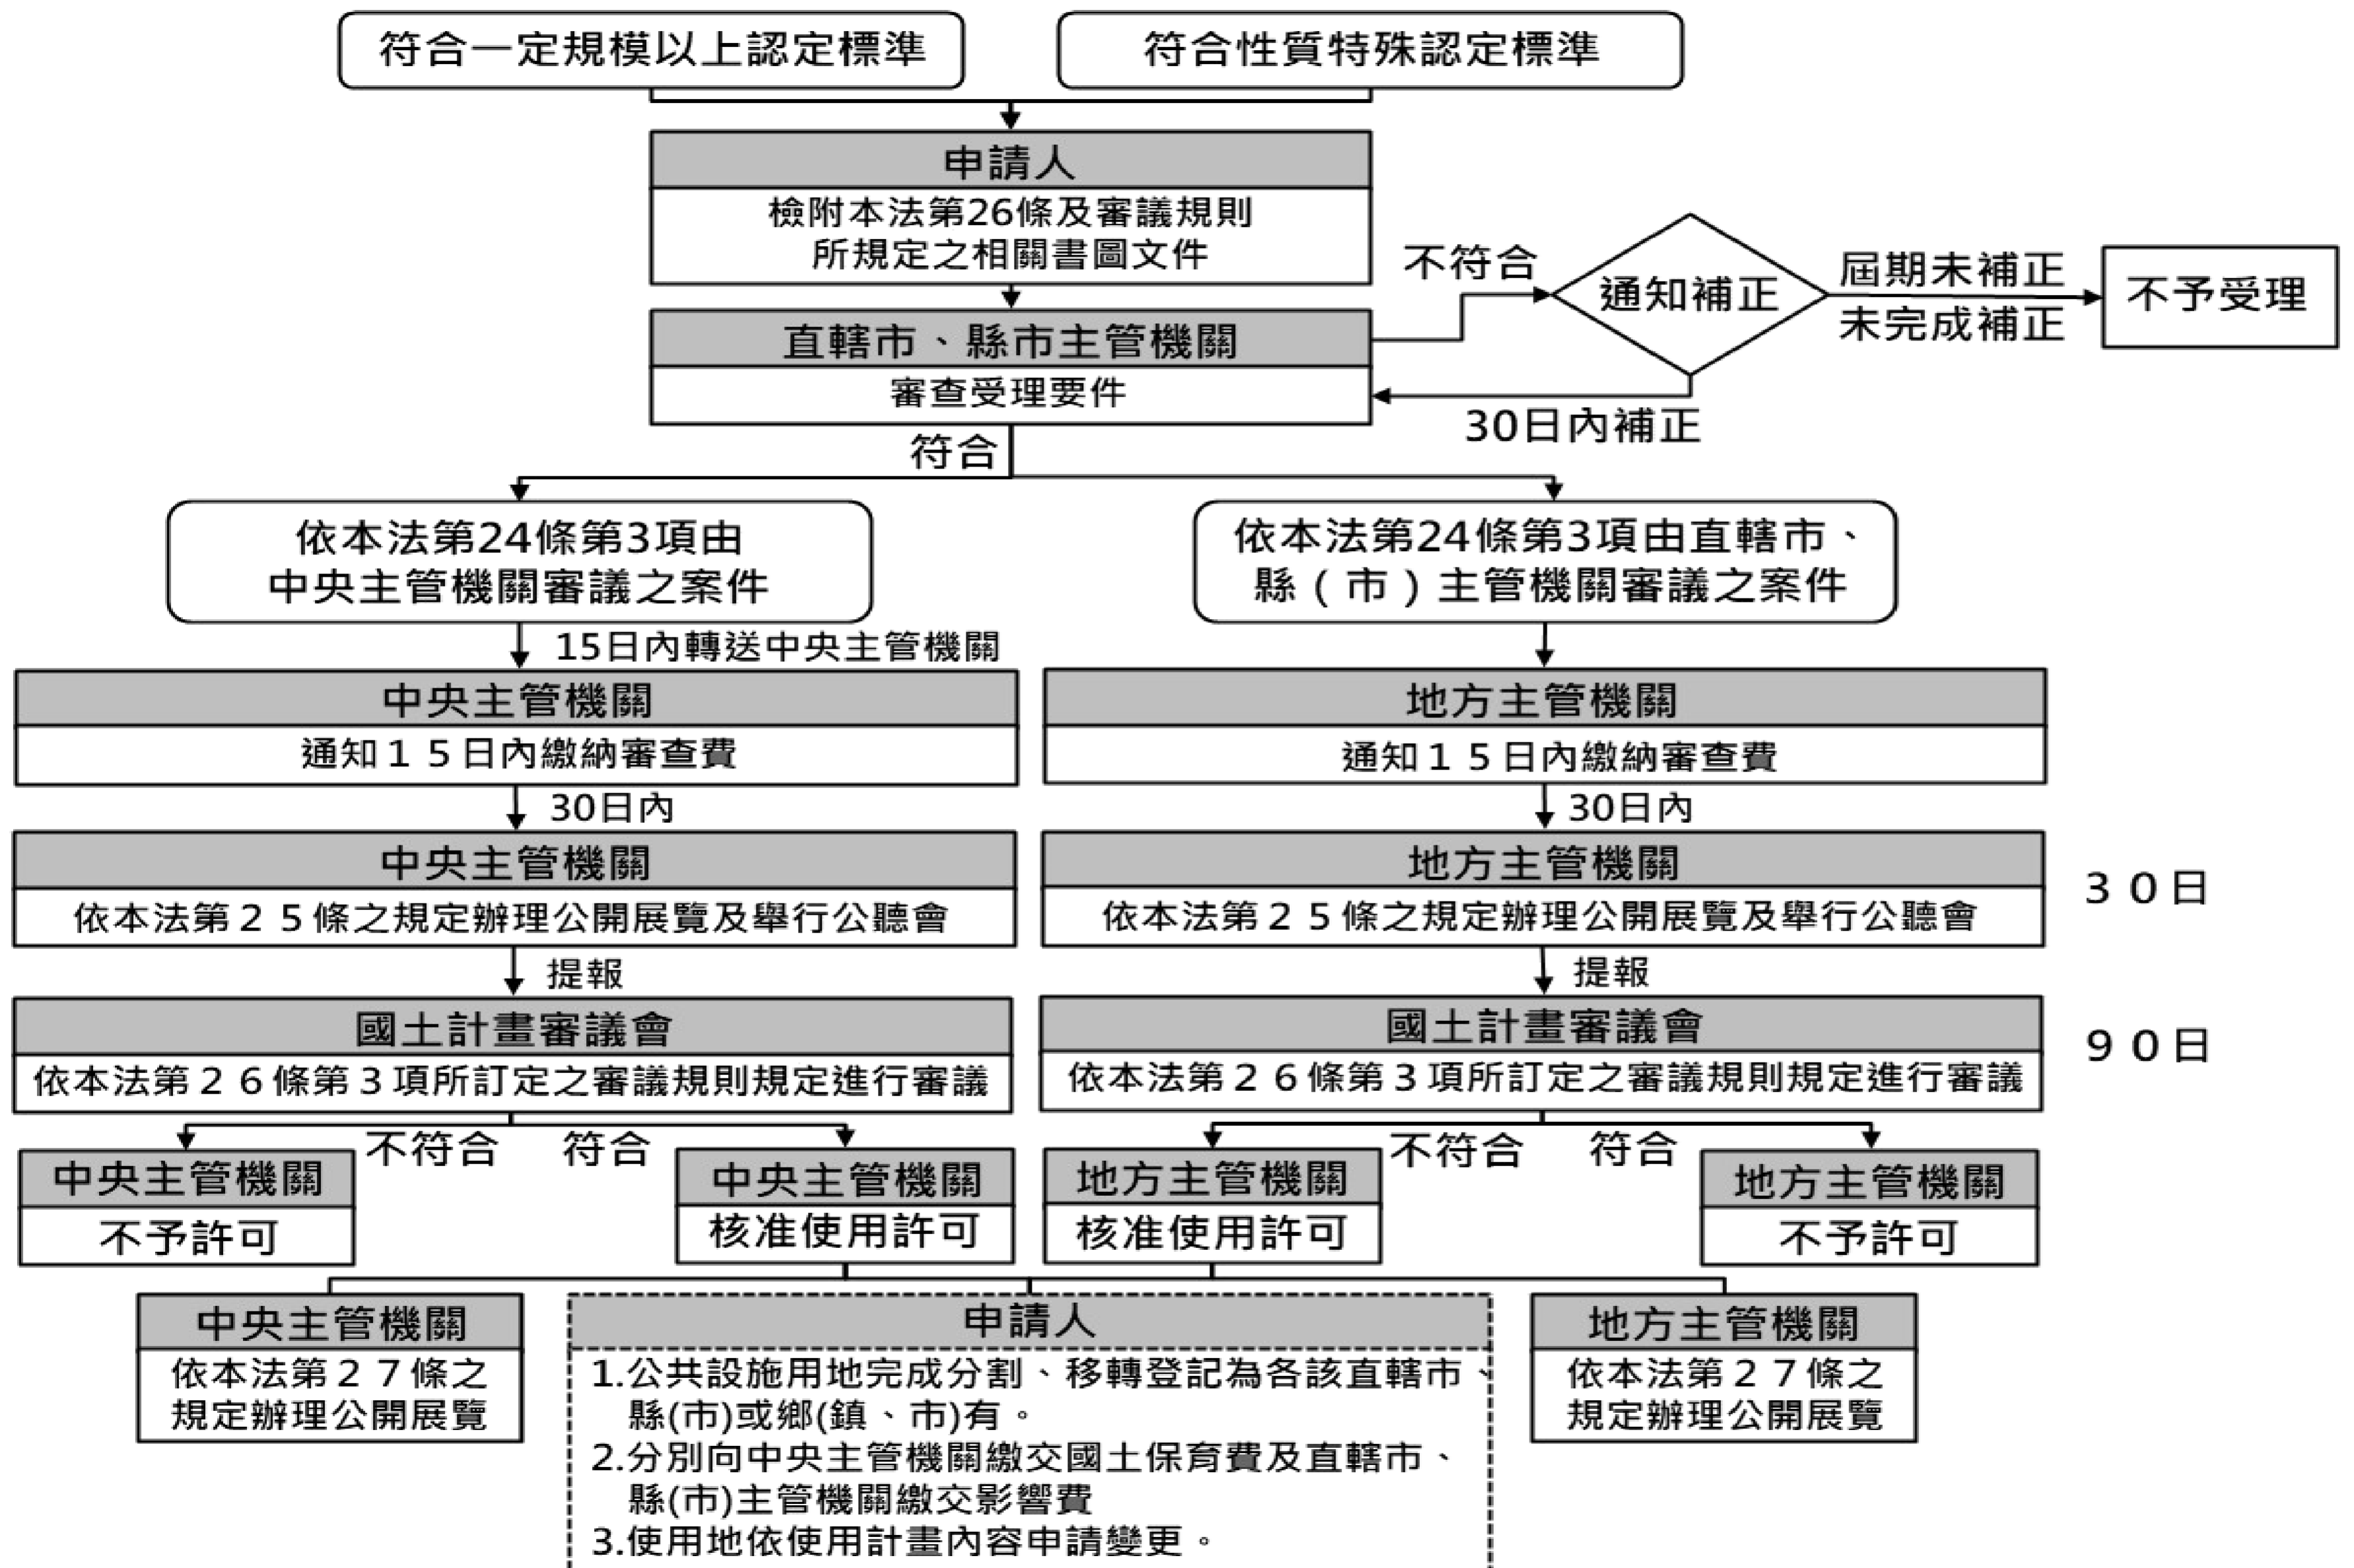 符合一定規模以上認定標準
符合性質特殊認定標準
申請人
檢附本法第26條及審議規則
所規定之相關書圖文件
不符合
通知補正
屆期未補正
未完成補正
不予受理
直轄市、縣市主管機關
審查受理要件
30日內補正
符合
依本法第24條第3項由
中央主管機關審議之案件
依本法第24條第3項由直轄市、
縣（市）主管機關審議之案件
15日內轉送中央主管機關
中央主管機關
通知１５日內繳納審查費
地方主管機關
通知１５日內繳納審查費
30日內
30日內
中央主管機關
依本法第２５條之規定辦理公開展覽及舉行公聽會
地方主管機關
依本法第２５條之規定辦理公開展覽及舉行公聽會
３０日
提報
提報
國土計畫審議會
依本法第２６條第３項所訂定之審議規則規定進行審議
國土計畫審議會
依本法第２６條第３項所訂定之審議規則規定進行審議
９０日
不符合
符合
不符合
符合
中央主管機關
不予許可
中央主管機關
核准使用許可
地方主管機關
核准使用許可
地方主管機關
不予許可
中央主管機關
依本法第２７條之
規定辦理公開展覽
申請人
1.公共設施用地完成分割、移轉登記為各該直轄市、
縣(市)或鄉(鎮、市)有。
2.分別向中央主管機關繳交國土保育費及直轄市、
縣(市)主管機關繳交影響費
3.使用地依使用計畫內容申請變更。
地方主管機關
依本法第２７條之
規定辦理公開展覽